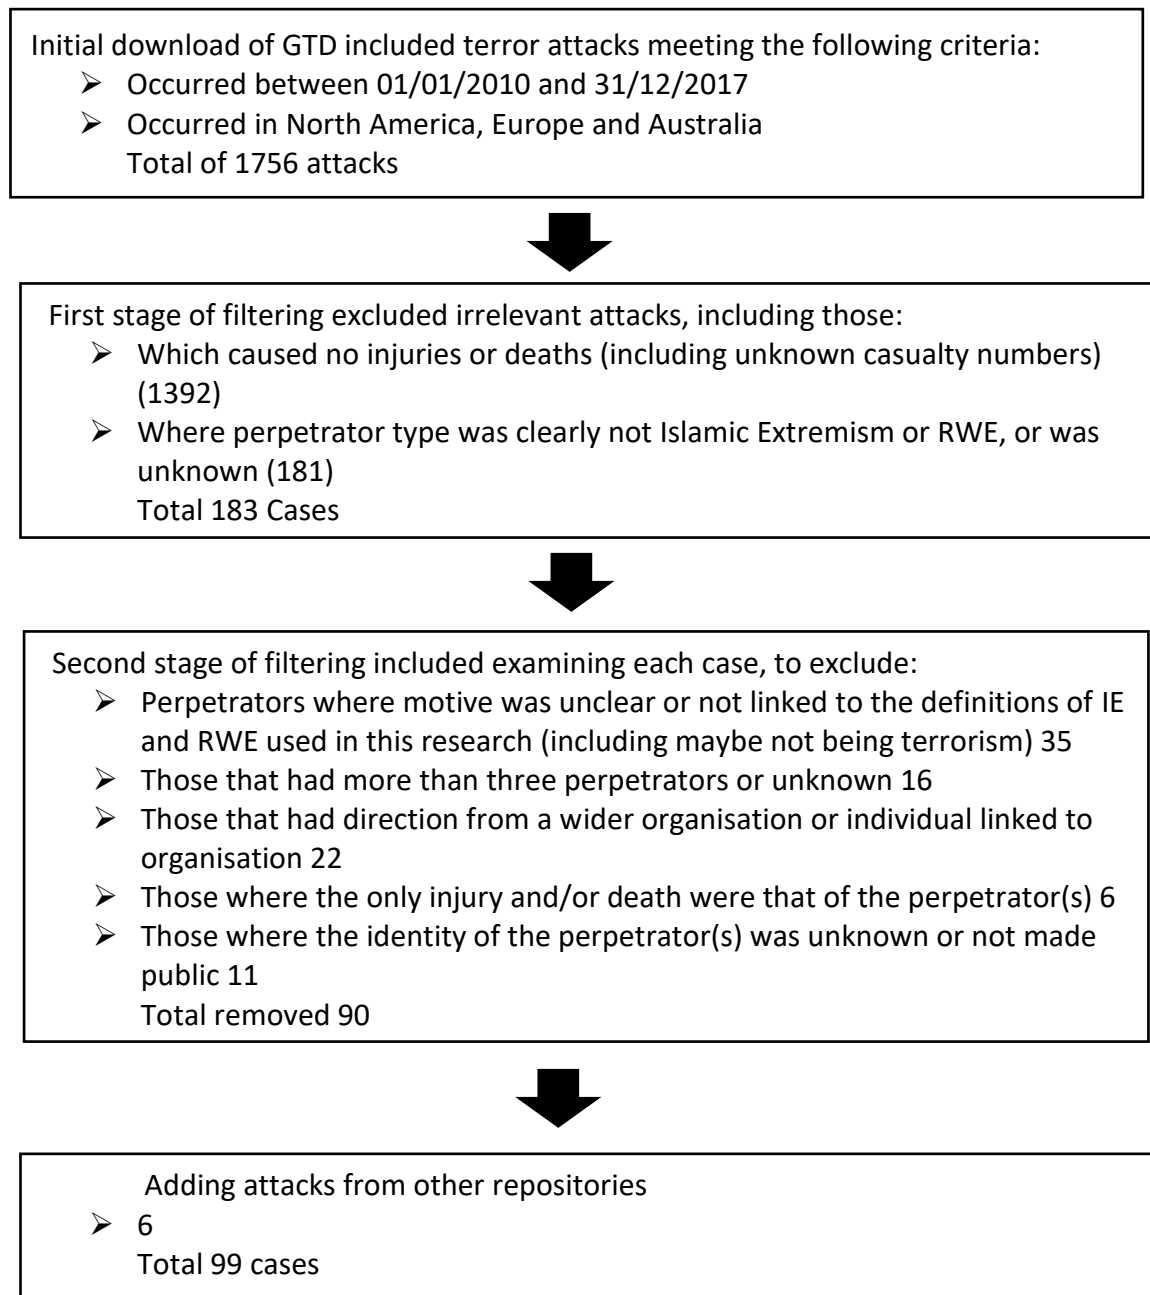 Initial download of GTD included terror attacks meeting the following criteria:
➢ Occurred between 01/01/2010 and 31/12/2017
➢ Occurred in North America, Europe and Australia
Total of 1756 attacks
First stage of filtering excluded irrelevant attacks, including those:
➢ Which caused no injuries or deaths (including unknown casualty numbers)
(1392)
➢ Where perpetrator type was clearly not Islamic Extremism or RWE, or was
unknown (181)
Total 183 Cases
Second stage of filtering included examining each case, to exclude:
➢ Perpetrators where motive was unclear or not linked to the definitions of IE
and RWE used in this research (including maybe not being terrorism) 35
➢ Those that had more than three perpetrators or unknown 16
➢ Those that had direction from a wider organisation or individual linked to
organisation 22
➢ Those where the only injury and/or death were that of the perpetrator(s) 6
➢ Those where the identity of the perpetrator(s) was unknown or not made
public 11
Total removed 90
Adding attacks from other repositories
➢ 6
Total 99 cases